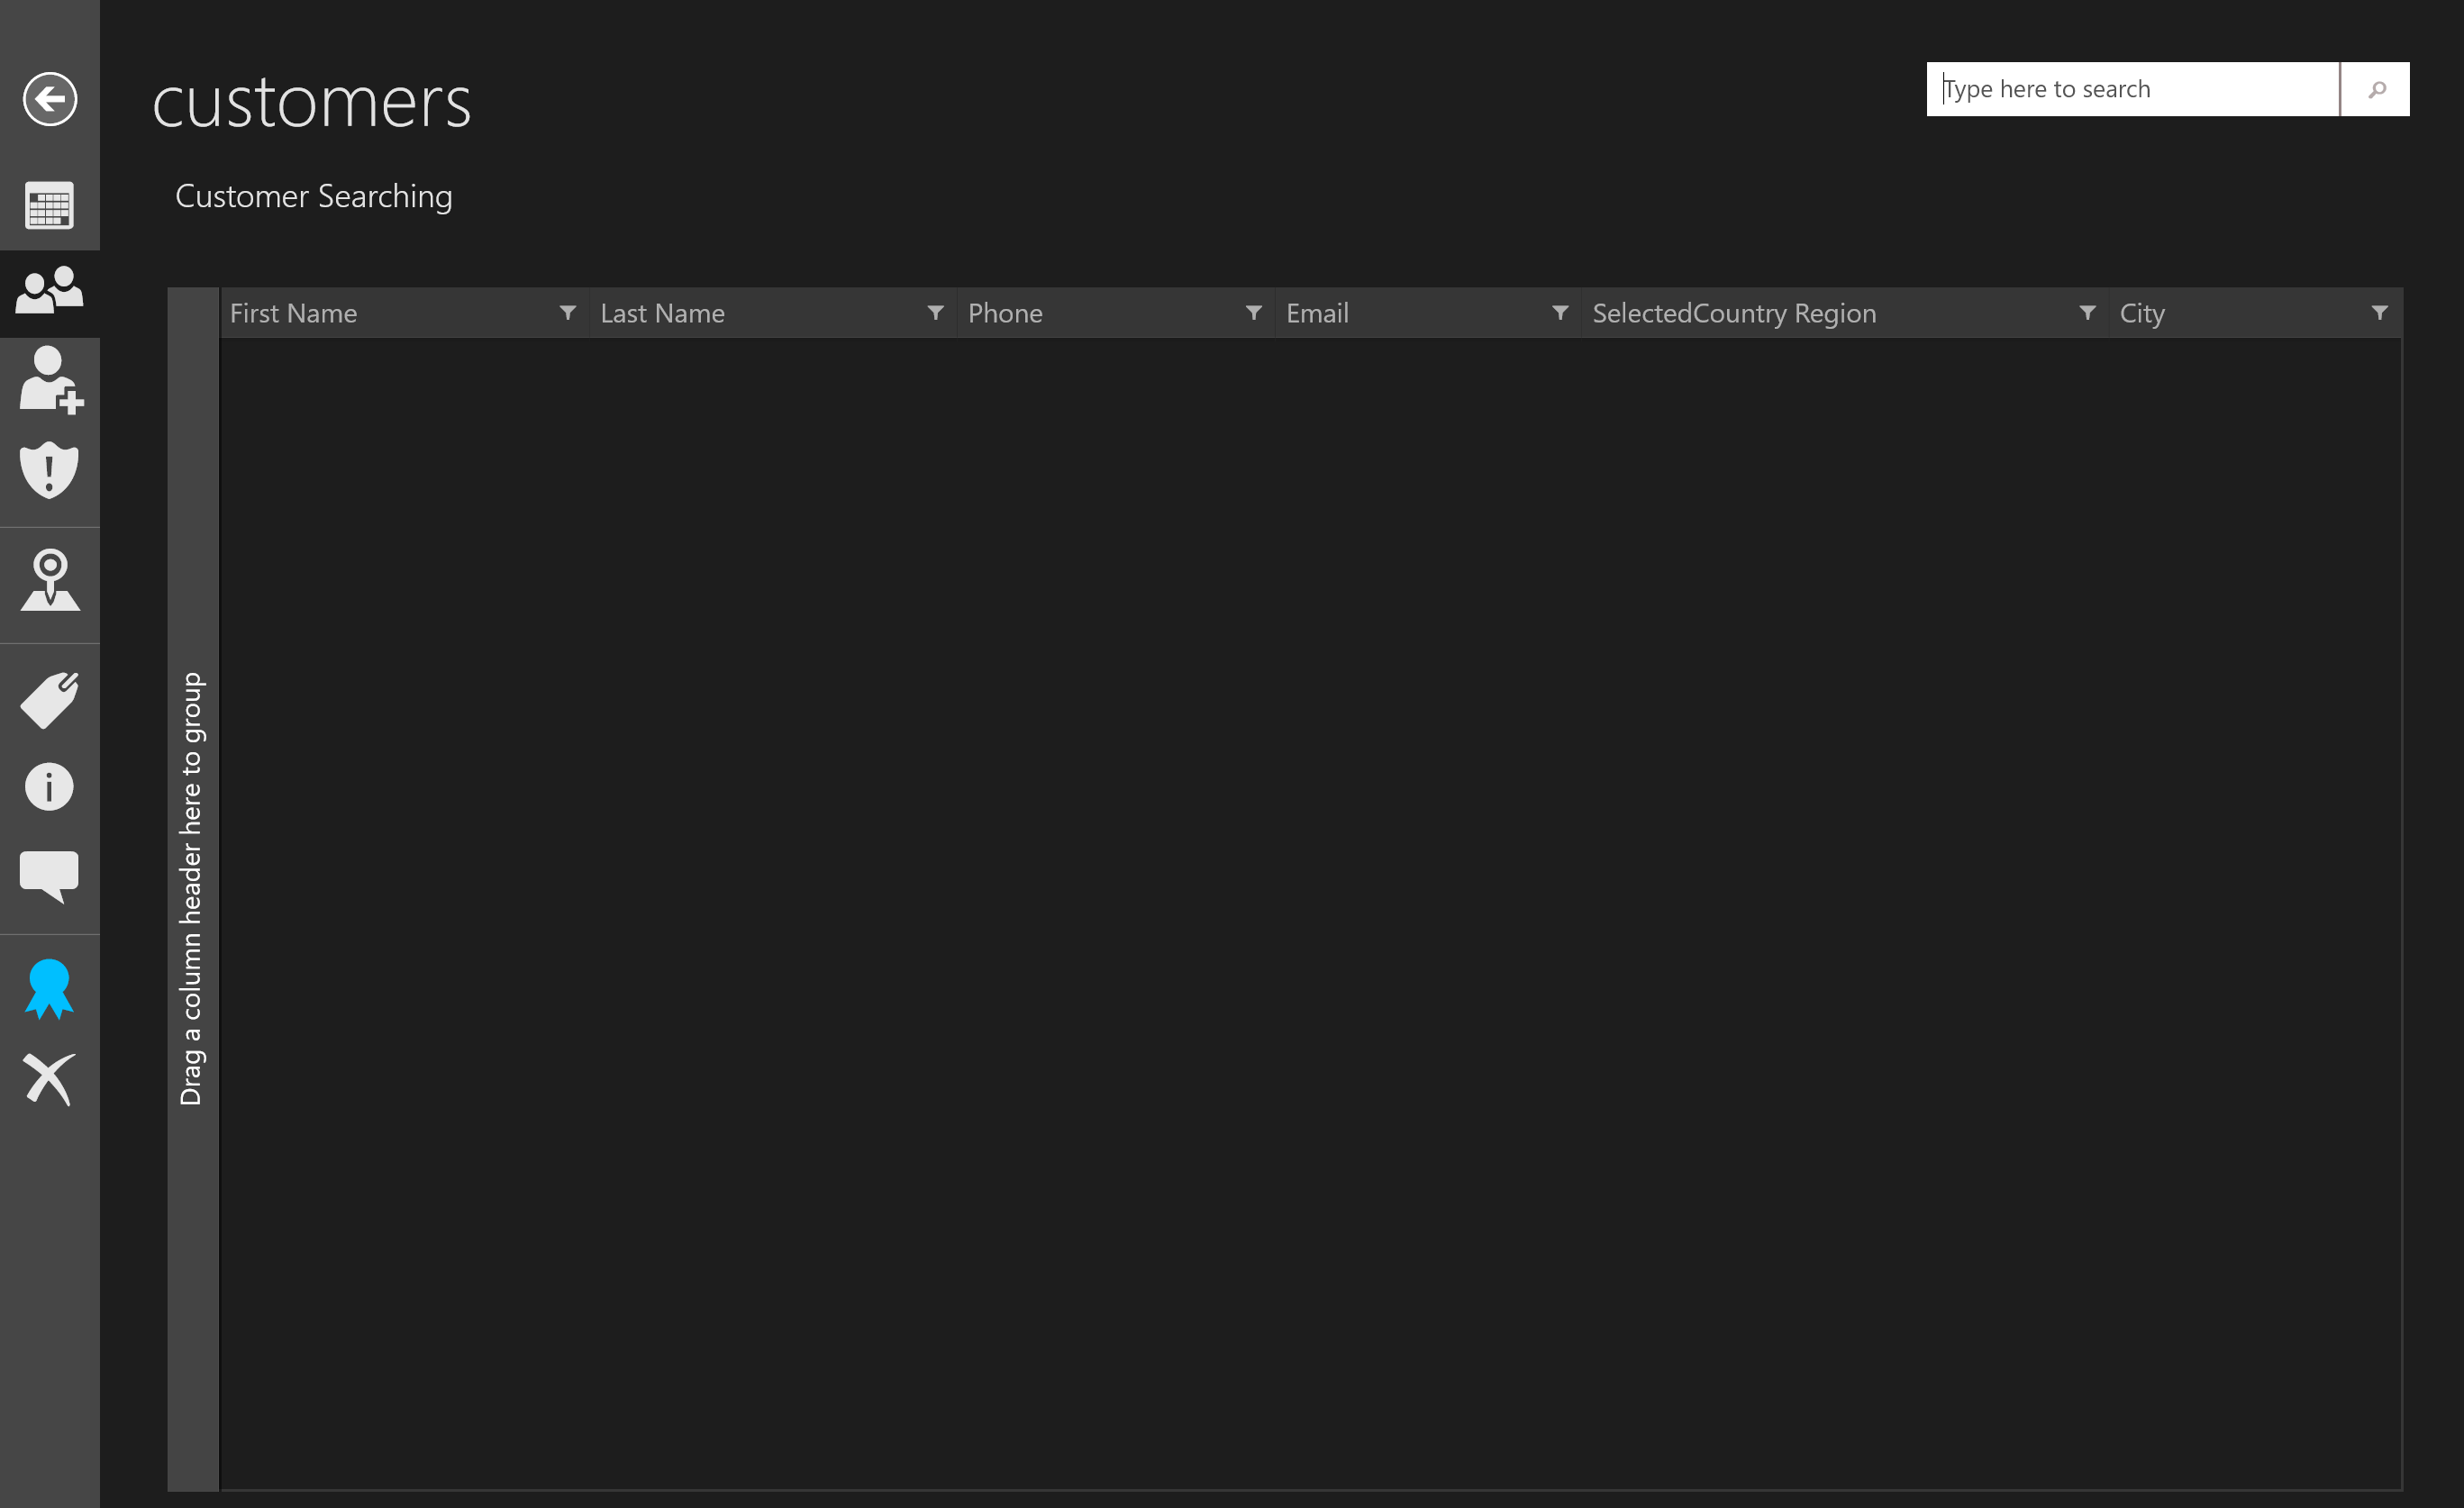 customers
Type here to search
Customer Searching
First Name
Last Name
Phone
Email
SelectedCountry Region
City
Drag a column header here to group